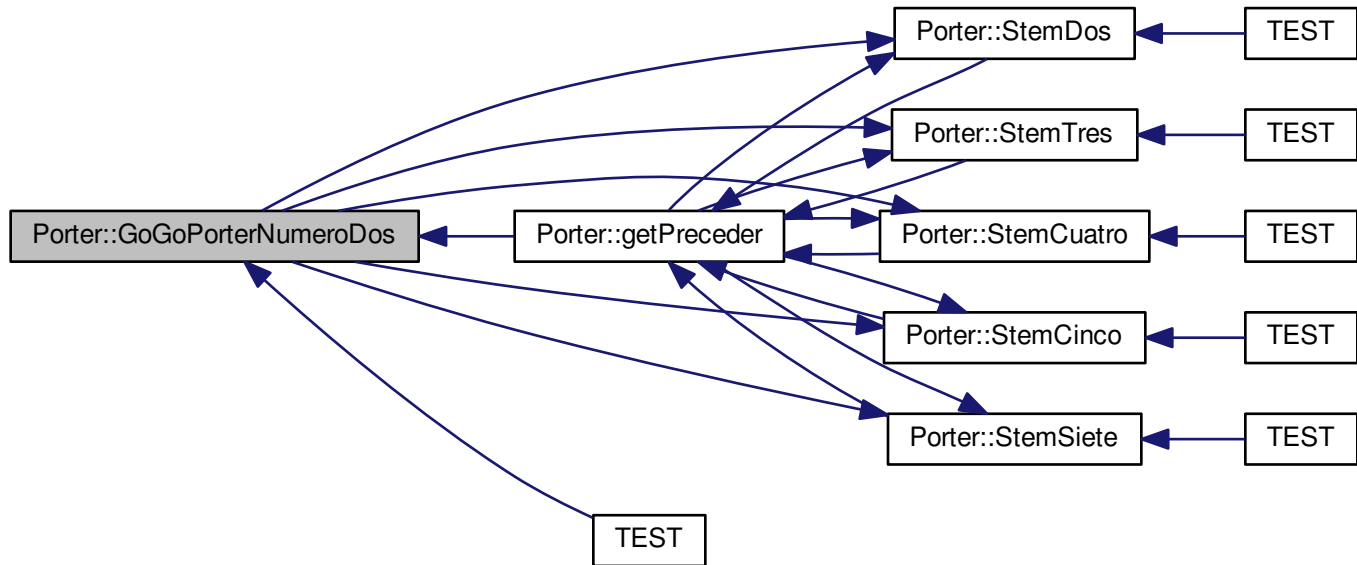 Porter::StemDos
TEST
Porter::StemTres
TEST
Porter::GoGoPorterNumeroDos
Porter::getPreceder
Porter::StemCuatro
TEST
Porter::StemCinco
TEST
Porter::StemSiete
TEST
TEST